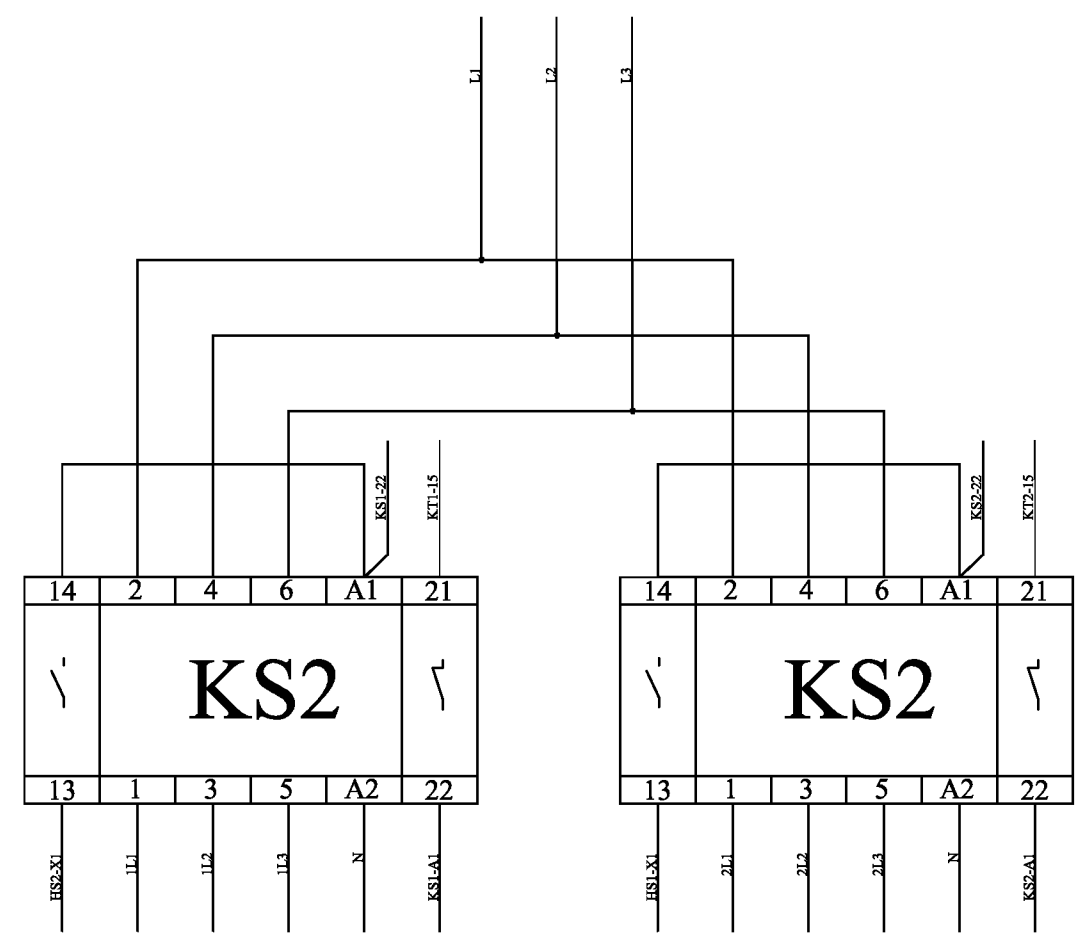 L1 L2 L3
KS1-22 KT1-15 KS2-22 KT2-15
14 2 4 6 A1 21 14 2 4 6 A1 21
KS2 KS2
13 1 3 5 A2 22 13 1 3 5 A2 22
HS2-X1 1L1 1L2 1L3 N KS1-A1 HS1-X1 2L1 2L2 2L3 N KS2-A1